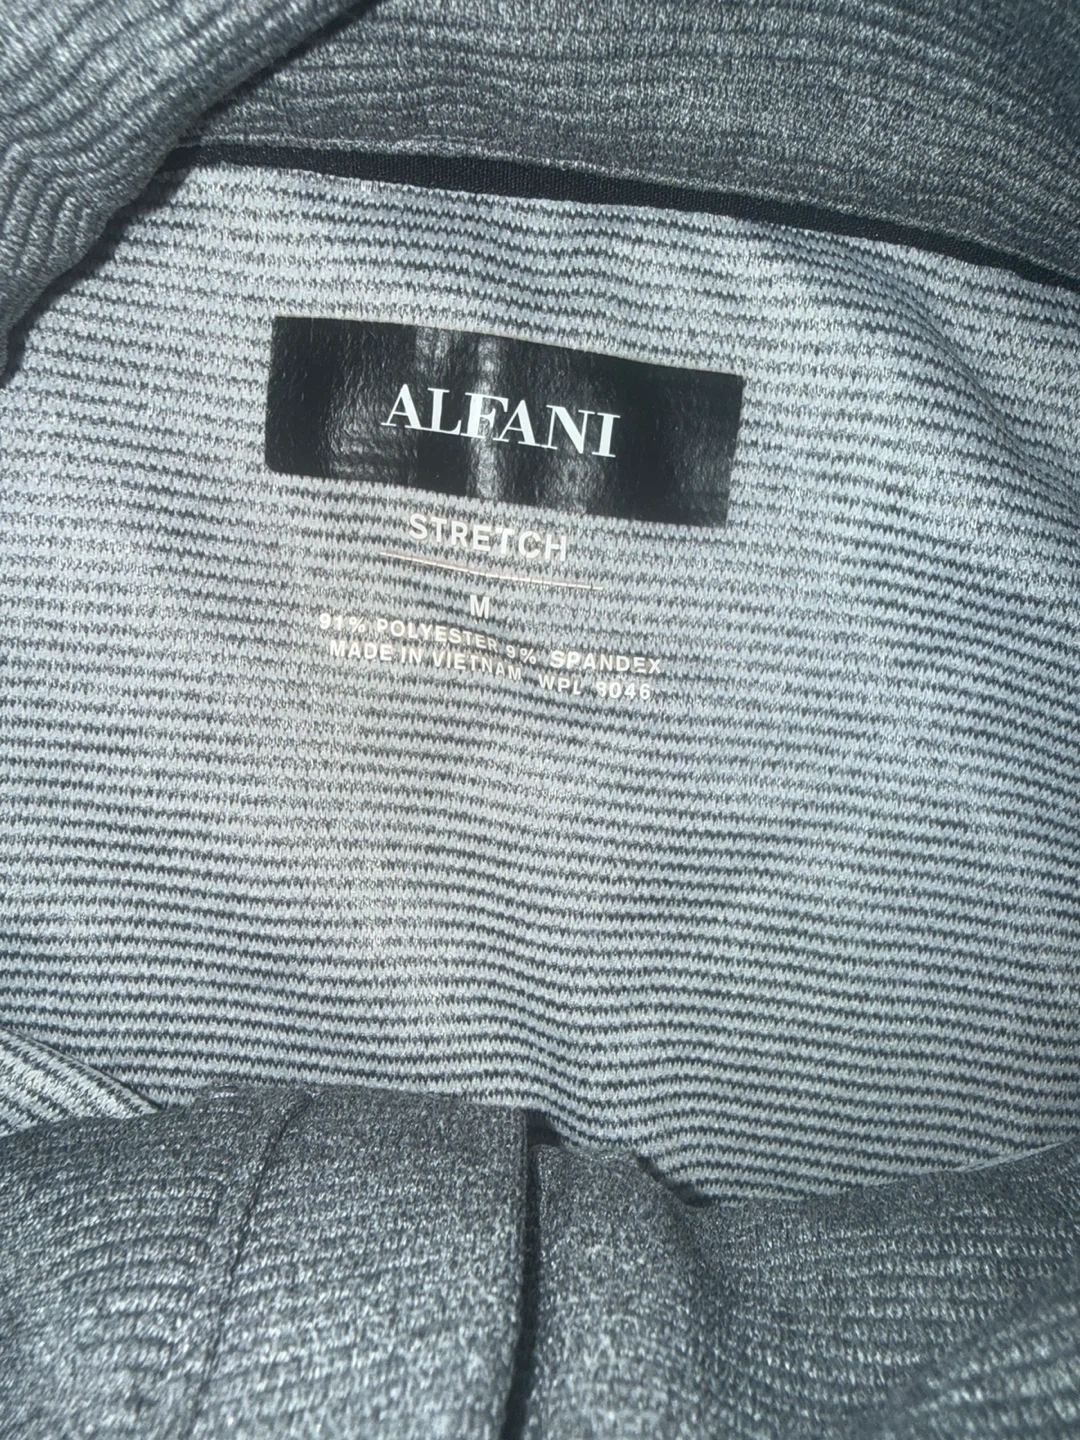 ALFANI
STRETCH
M
91% POLYESTER 9% SPANDEX
MADE IN VIETNAM WPL 9046